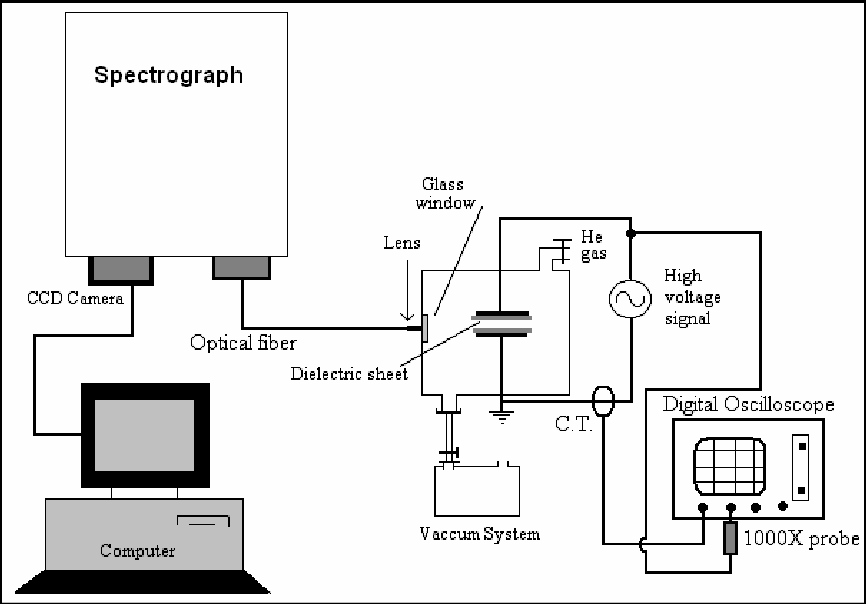 Spectrograph
Glass
window
He
gas
Lens
High
voltage
signal
CCD Camera
Optical fiber
Dielectric sheet
Digital Oscilloscope
C.T.
Vaccum System
1000X probe
Computer